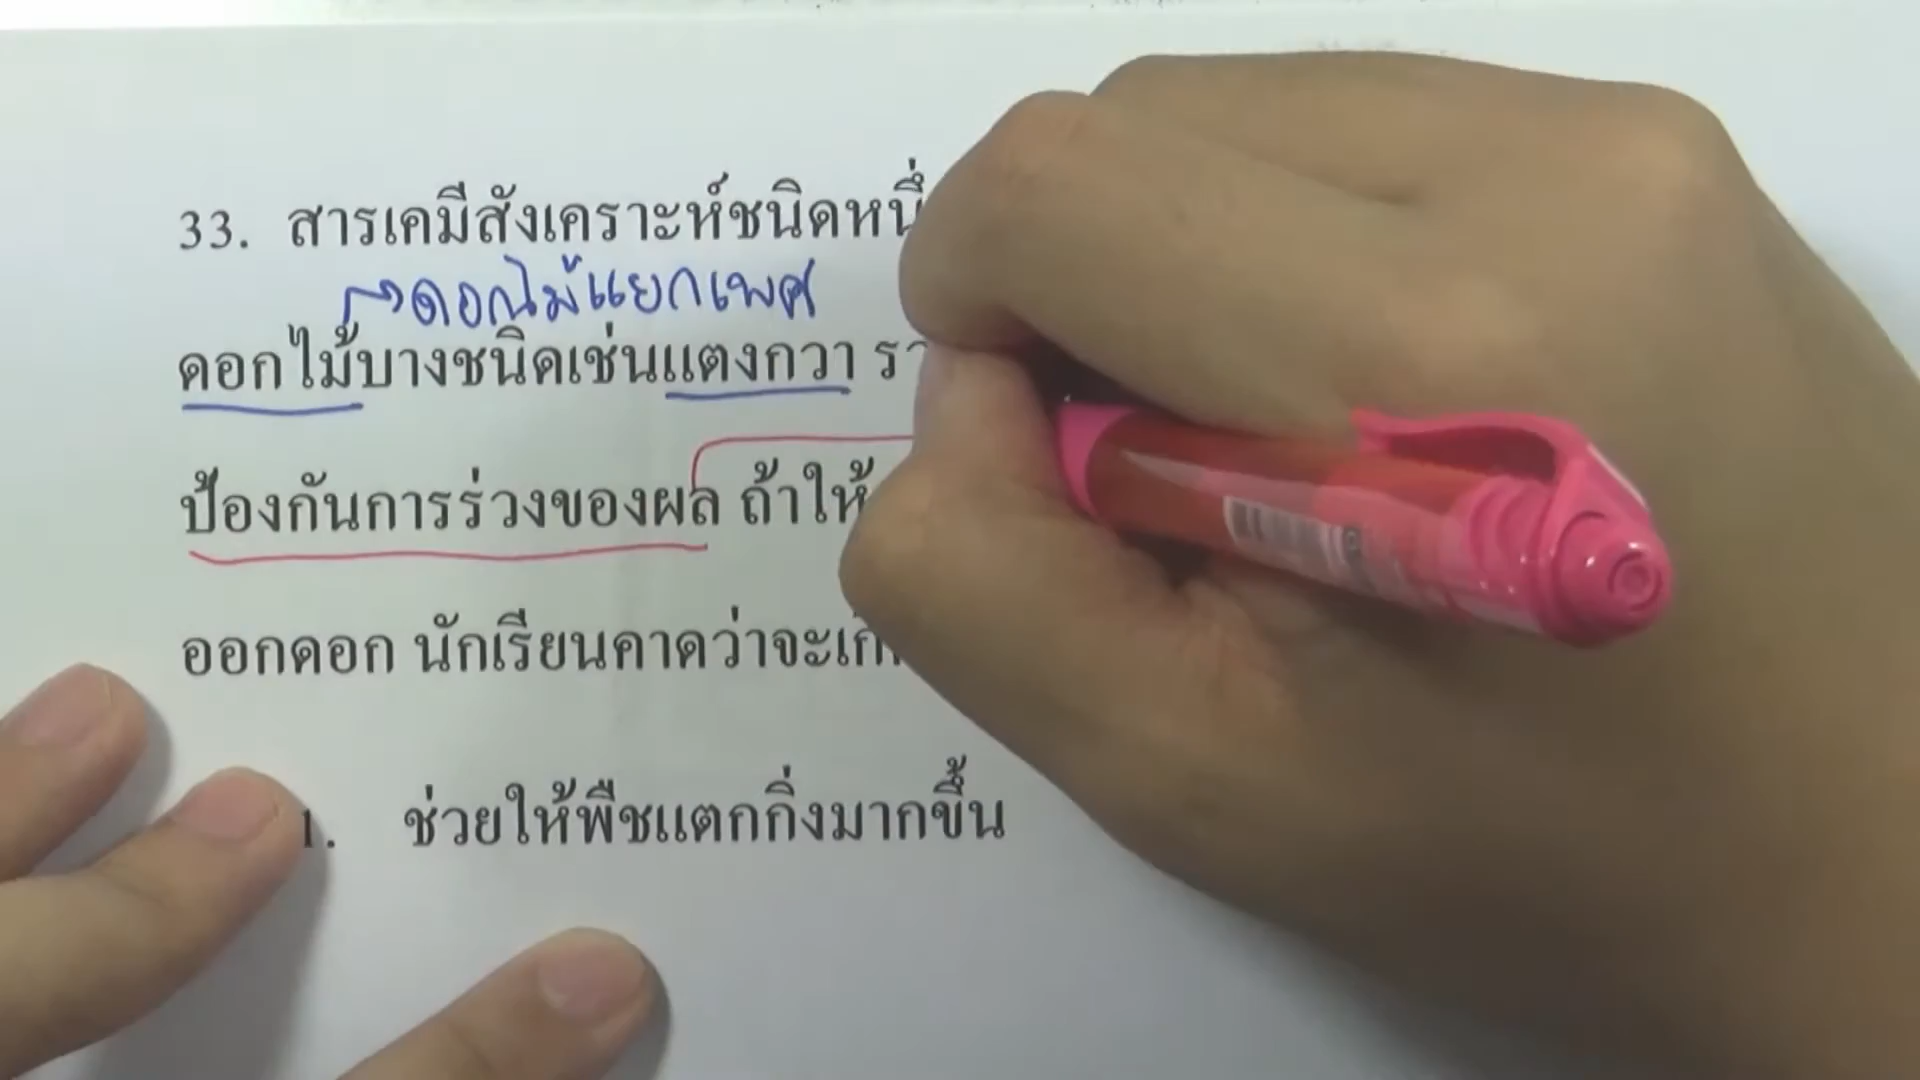 33. สารเคมีสังเคราะห์ชนิดหนึ่
ดอกไม้แยกเพศ
ดอกไม้บางชนิดเช่นแตงกวา
ป้องกันการร่วงของผล ถ้าให้
ออกดอก นักเรียนคาดว่าจะ
1. ช่วยให้พืชแตกกิ่งมากขึ้น